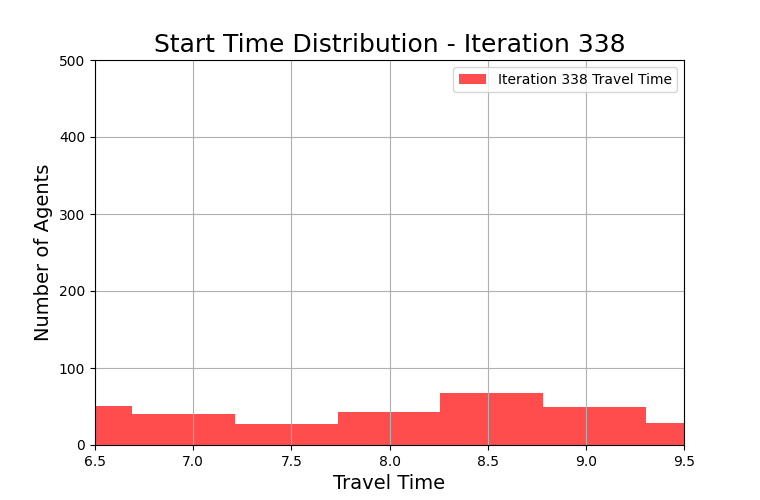 Start Time Distribution - Iteration 338
Iteration 338 Travel Time
Number of Agents
500
400
300
200
100
0
6.5 7.0 7.5 8.0 8.5 9.0 9.5
Travel Time